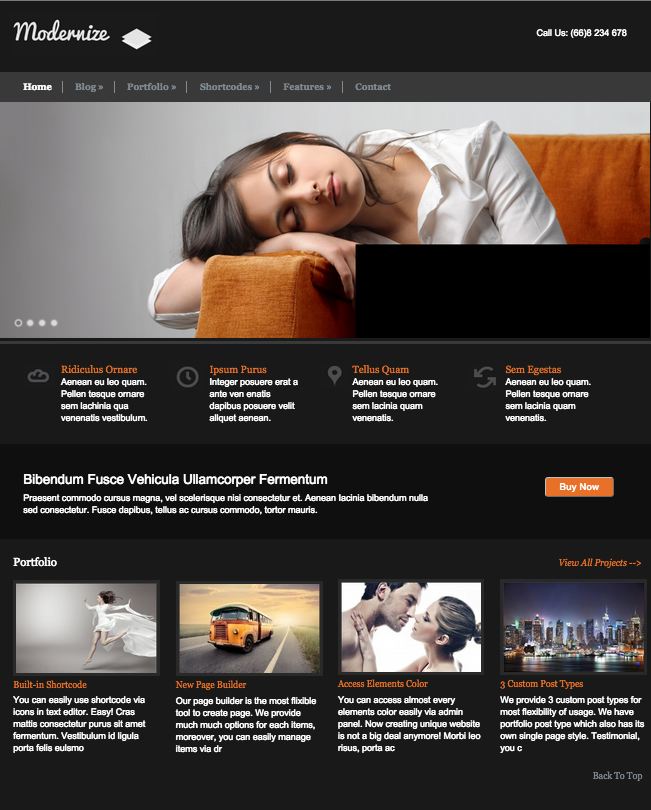 Modernize
Call Us: (66)8 234 678
Home Blog » Portfolio » Shortcodes » Features » Contact
Ridiculus Ornare
Aenean eu leo quam.
Pellen tesque ornare
sem lachinia qua
venenatis vestibulum.
Ipsum Purus
Integer posuere erat a
ante ven enatis
dapibus posuere velit
aliquet aenean.
Tellus Quam
Aenean eu leo quam.
Pellen tesque ornare
sem lacinia quam
venenatis.
Sem Egestas
Aenean eu leo quam.
Pellen tesque ornare
sem lacinia quam
venenatis.
Bibendum Fusce Vehicula Ullamcorper Fermentum
Praesent commodo cursus magna, vel scelerisque nisi consectetur et. Aenean lacinia bibendum nulla
sed consectetur. Fusce dapibus, tellus ac cursus commodo, tortor mauris.
Buy Now
Portfolio
View All Projects -->
Built-in Shortcode
You can easily use shortcode via
icons in text editor. Easy! Cras
mattis consectetur purus sit amet
fermentum. Vestibulum id ligula
porta felis euismo
New Page Builder
Our page builder is the most flixible
tool to create page. We provide
much much options for each items,
moreover, you can easily manage
items via dr
Access Elements Color
You can access almost every
elements color easily via admin
panel. Now creating unique website
is not a big deal anymore! Morbi leo
risus, porta ac
3 Custom Post Types
We provide 3 custom post types for
most flexibility of usage. We have
portfolio post type which also has its
own single page style. Testimonial,
you c
Back To Top